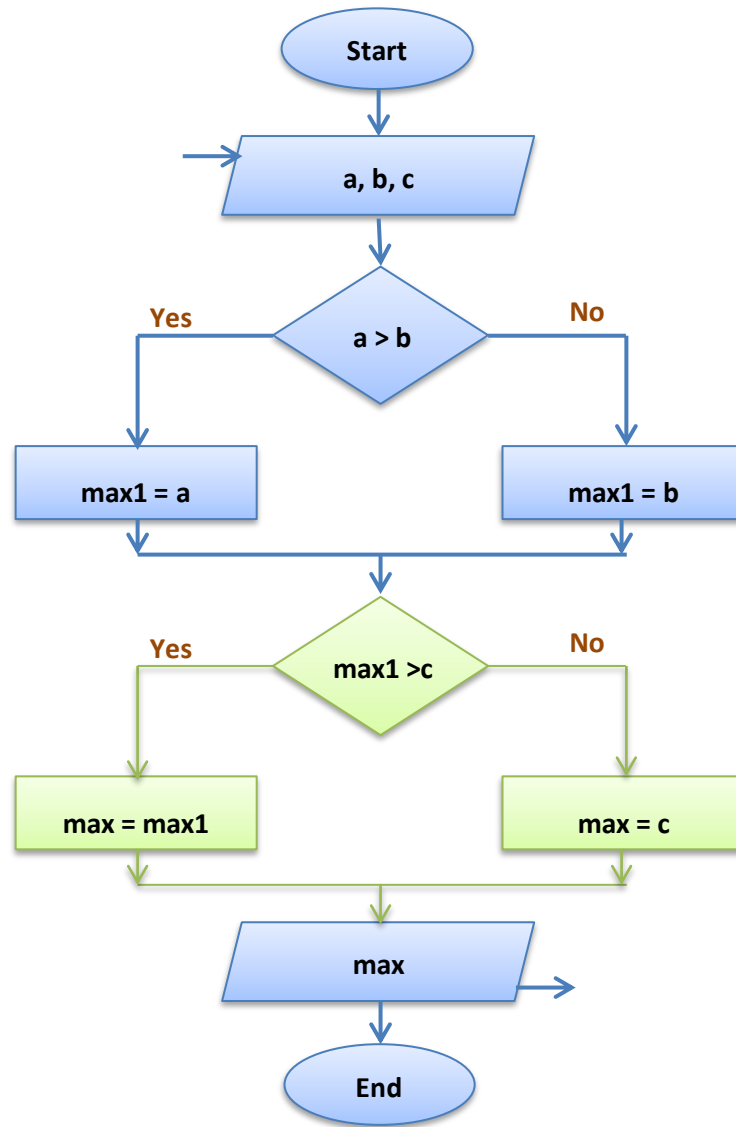 Start
a, b, c
Yes
No
a > b
max1 = a
max1 = b
Yes
No
max1 >c
max = max1
max = c
max
End